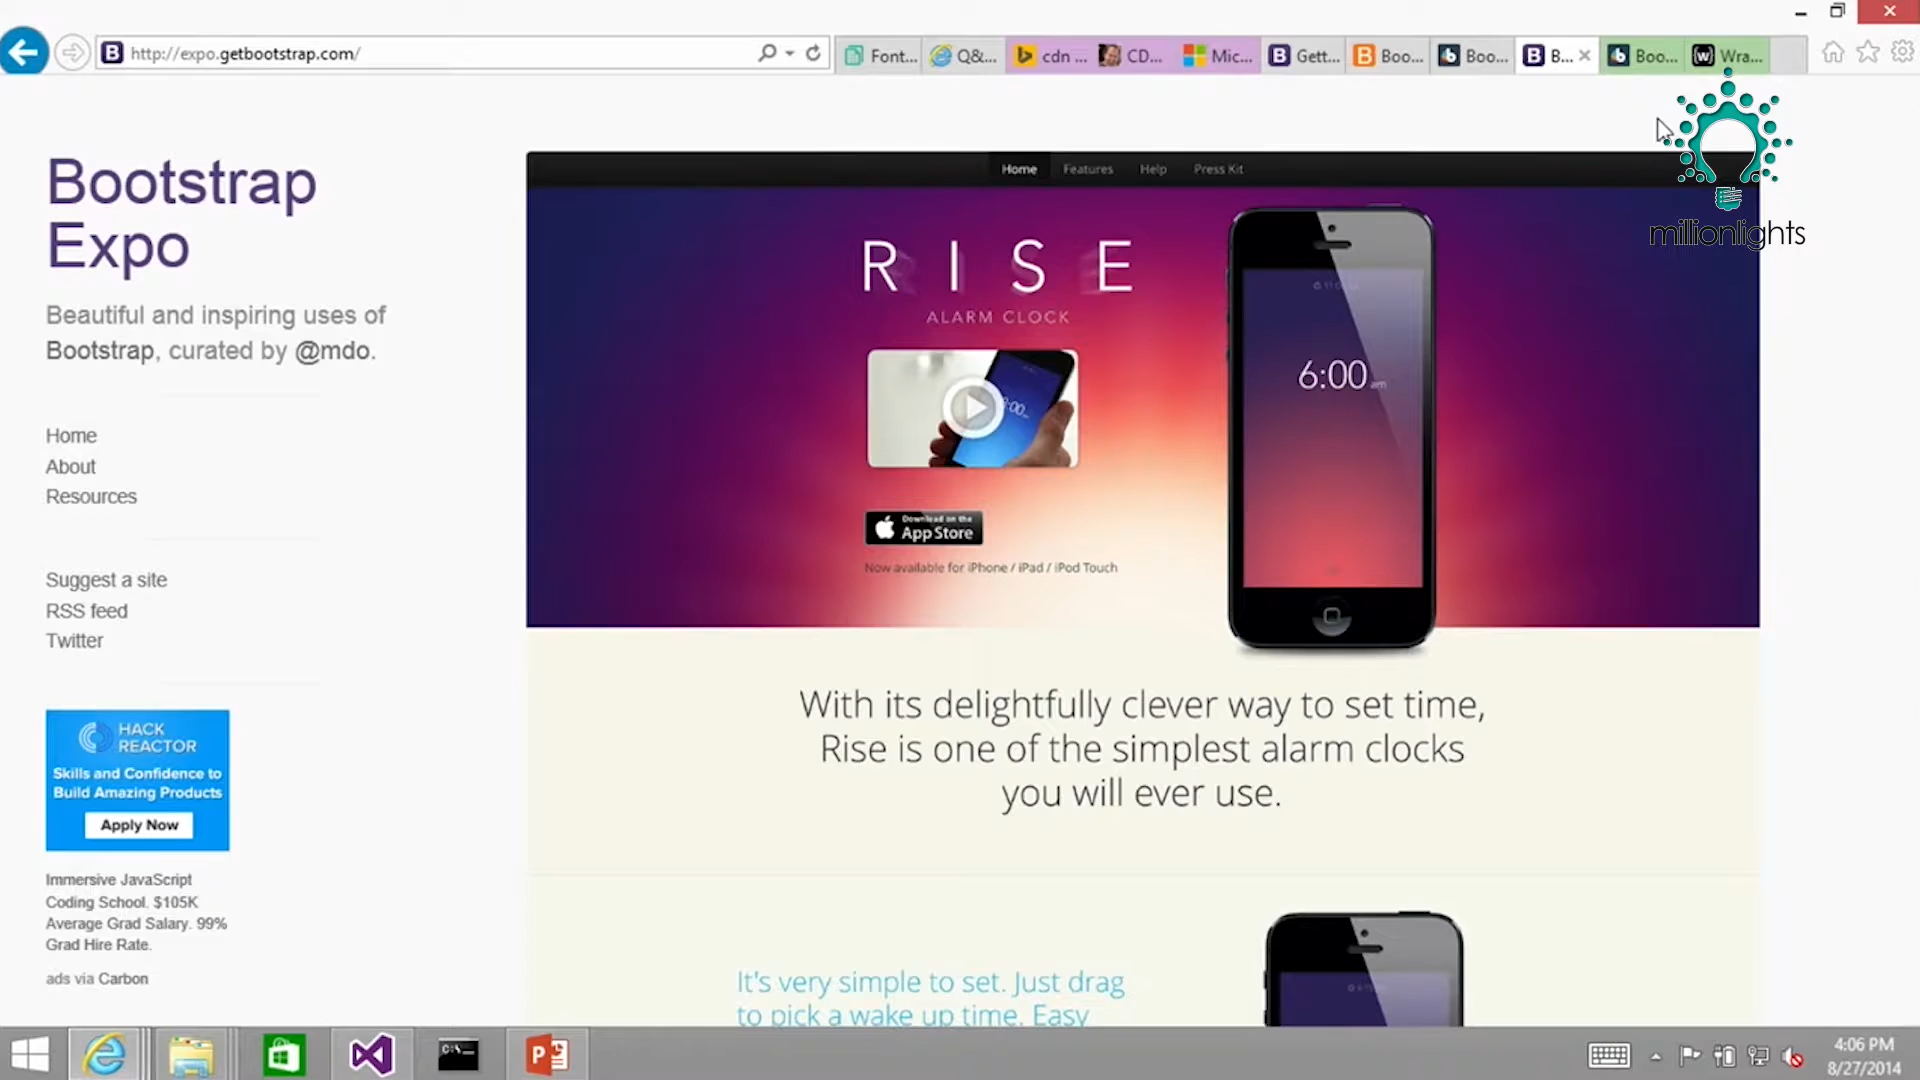 http://expo.getbootstrap.com/
Font...
Q&...
cdn ...
CD...
Mic...
Gett...
Boo...
Boo...
B...
Boo...
Wra...
millionlights
Bootstrap
Expo
Beautiful and inspiring uses of
Bootstrap, curated by @mdo.
Home
About
Resources
Suggest a site
RSS feed
Twitter
HACK
REACTOR
Skills and Confidence to
Build Amazing Products
Apply Now
Immersive JavaScript
Coding School. $105K
Average Grad Salary. 99%
Grad Hire Rate.
ads via Carbon
Home Features Help Press Kit
RISE
ALARM CLOCK
6:00 am
Download on the
App Store
Now available for iPhone / iPad / iPod Touch
With its delightfully clever way to set time,
Rise is one of the simplest alarm clocks
you will ever use.
It's very simple to set. Just drag
to pick a wake up time. Easy
4:06 PM
8/27/2014